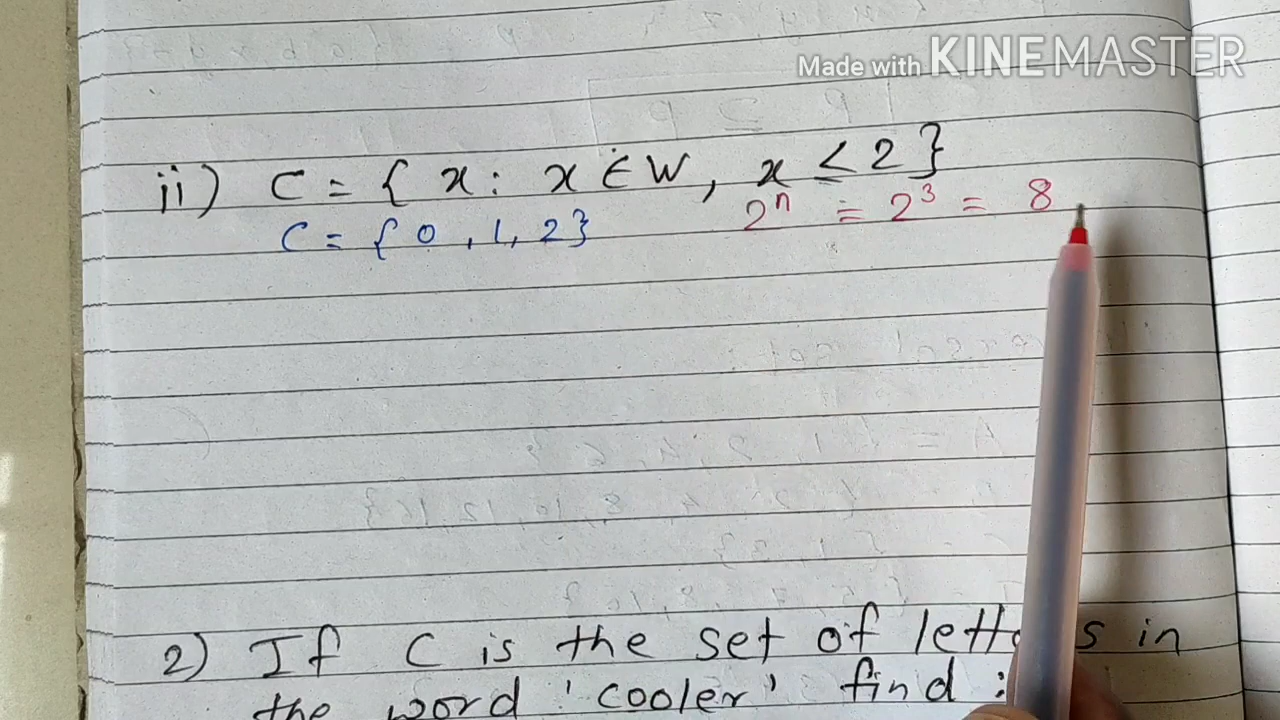 Made with KINEMASTER
ii) C = { x : x ∈ W, x ≤ 2 }
C = { 0, 1, 2 } 2ⁿ = 2³ = 8
2) If C is the set of in
the word 'cooler' find :